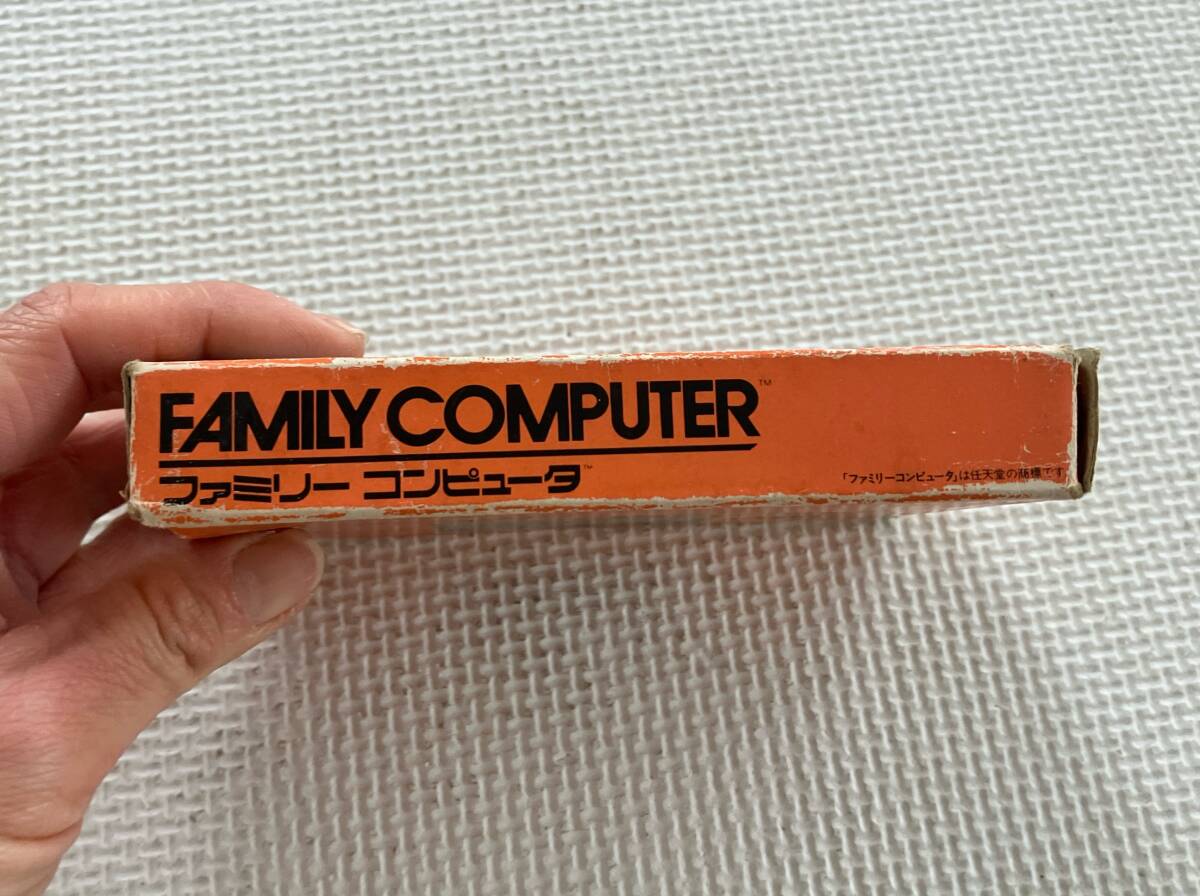 FAMILY COMPUTER™
ファミリー コンピュータ™
「ファミリーコンピュータ」は任天堂の商標です